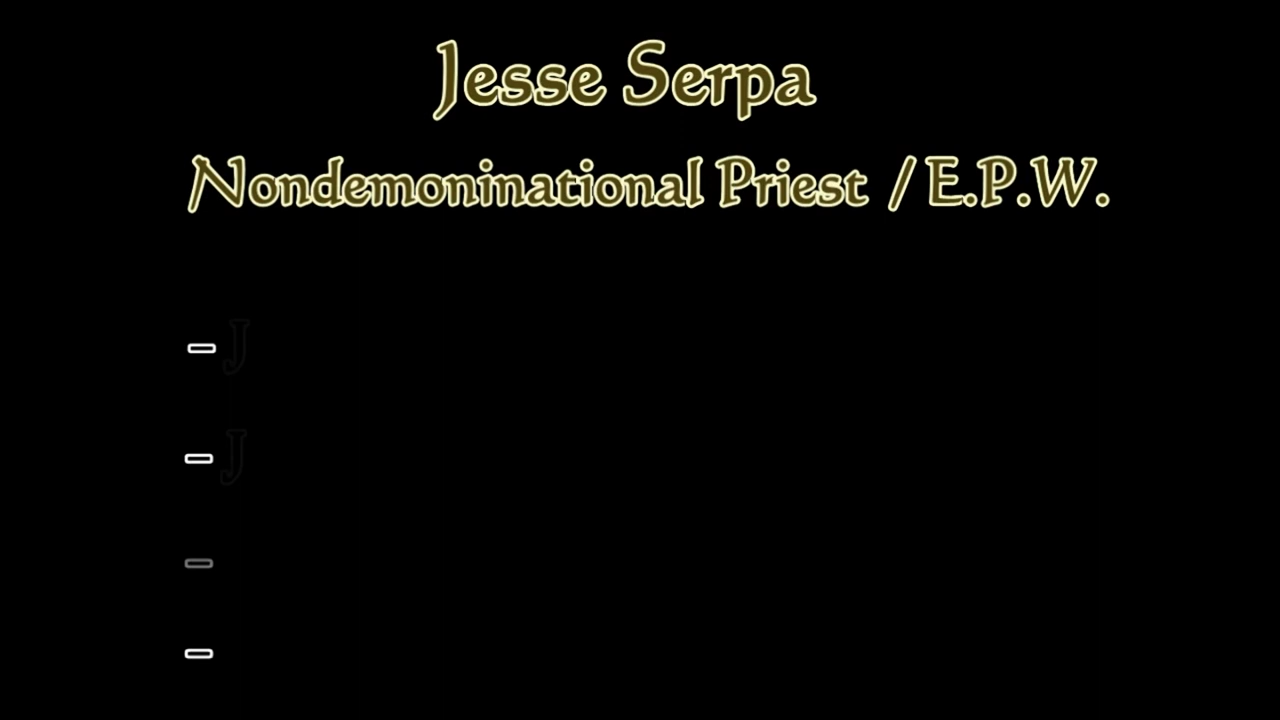 Jesse Serpa
Nondemoninational Priest / E.P.W.
- J
- J
-
-